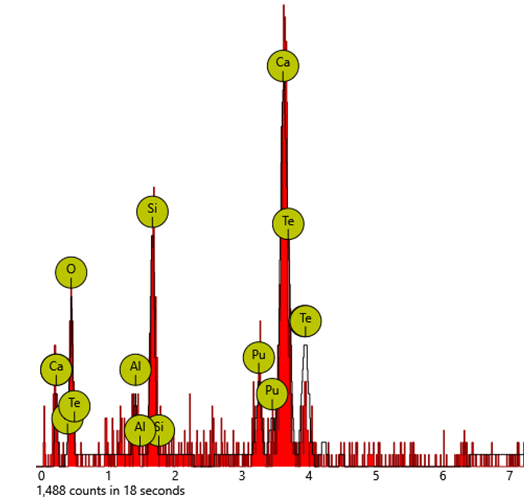 Ca
Si
Te
O
Te
Pu
Ca
Al
Pu
Te
Al
Si
0 1 2 3 4 5 6 7
1,488 counts in 18 seconds